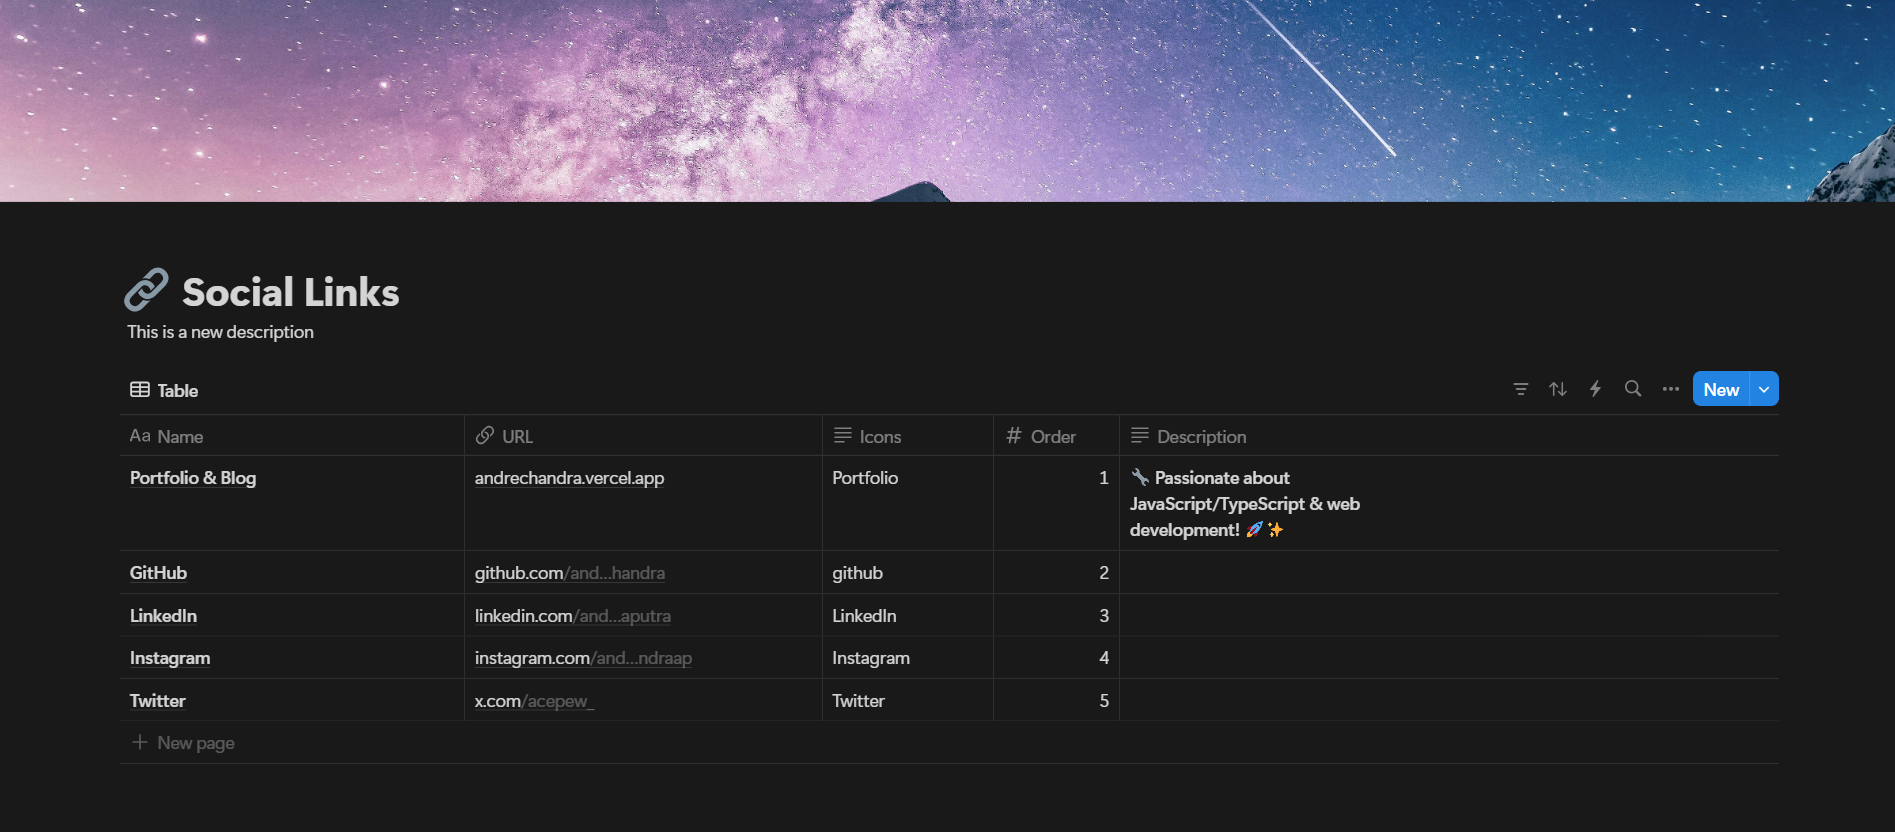 Social Links
This is a new description
Table
New
Aa Name
URL
Icons
# Order
Description
Portfolio & Blog
andrechandra.vercel.app
Portfolio
1
🔧 Passionate about
JavaScript/TypeScript & web
development! 🚀✨
GitHub
github.com/and...handra
github
2
LinkedIn
linkedin.com/and...aputra
LinkedIn
3
Instagram
instagram.com/and...ndraap
Instagram
4
Twitter
x.com/acepew_
Twitter
5
+ New page